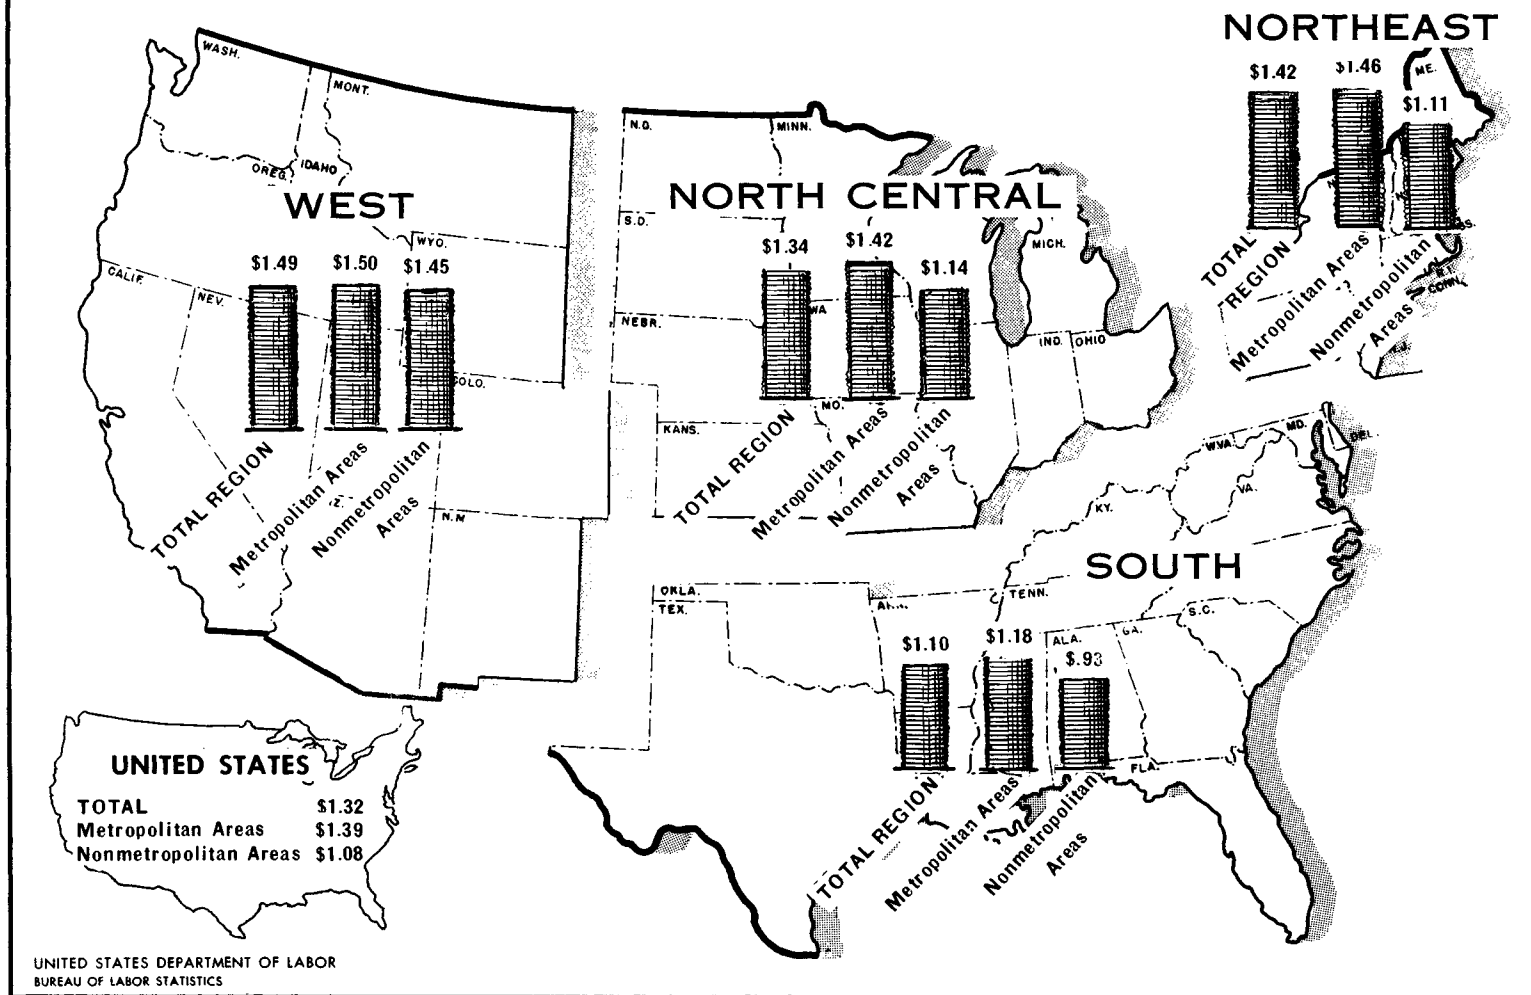 NORTHEAST
$1.42
$1.46
$1.11
ME.
TOTAL
REGION
Metropolitan Areas
Nonmetropolitan
Areas
R.I.
CONN.
WASH.
MONT.
OREG.
IDAHO
WEST
WYO.
CALIF.
NEV.
$1.49
$1.50
$1.45
N.M
TOTAL REGION
Metropolitan Areas
Nonmetropolitan
Areas
N.D.
MINN.
NORTH CENTRAL
S.D.
MICH.
$1.34
$1.42
$1.14
NEBR.
IND.
OHIO
MO.
KANS.
TOTAL REGION
Metropolitan Areas
Nonmetropolitan
Areas
W.VA.
MD.
DEL.
VA.
KY.
SOUTH
OKLA.
TEX.
TENN.
S.C.
ALA.
GA.
$1.10
$1.18
$.93
FLA.
TOTAL REGION
Metropolitan Areas
Nonmetropolitan
Areas
UNITED STATES
TOTAL $1.32
Metropolitan Areas $1.39
Nonmetropolitan Areas $1.08
UNITED STATES DEPARTMENT OF LABOR
BUREAU OF LABOR STATISTICS